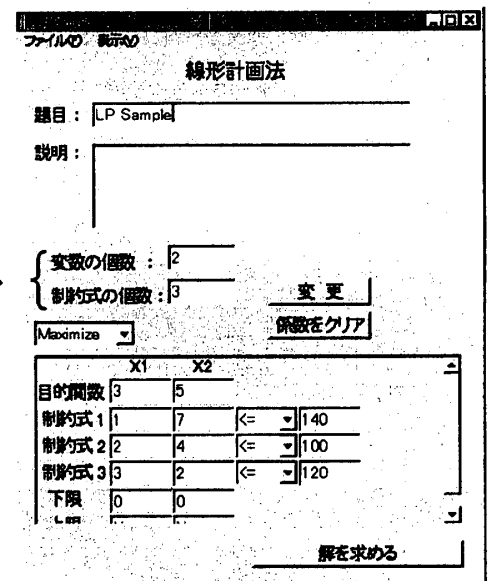 ファイル(F) 表示(V)
線形計画法
題目： LP Sample
説明：
変数の個数 ： 2
制約式の個数： 3
変 更
Maximize
係数をクリア
X1 X2
目的関数 3 5
制約式 1 1 7 <= 140
制約式 2 2 4 <= 100
制約式 3 3 2 <= 120
下限 0 0
解を求める